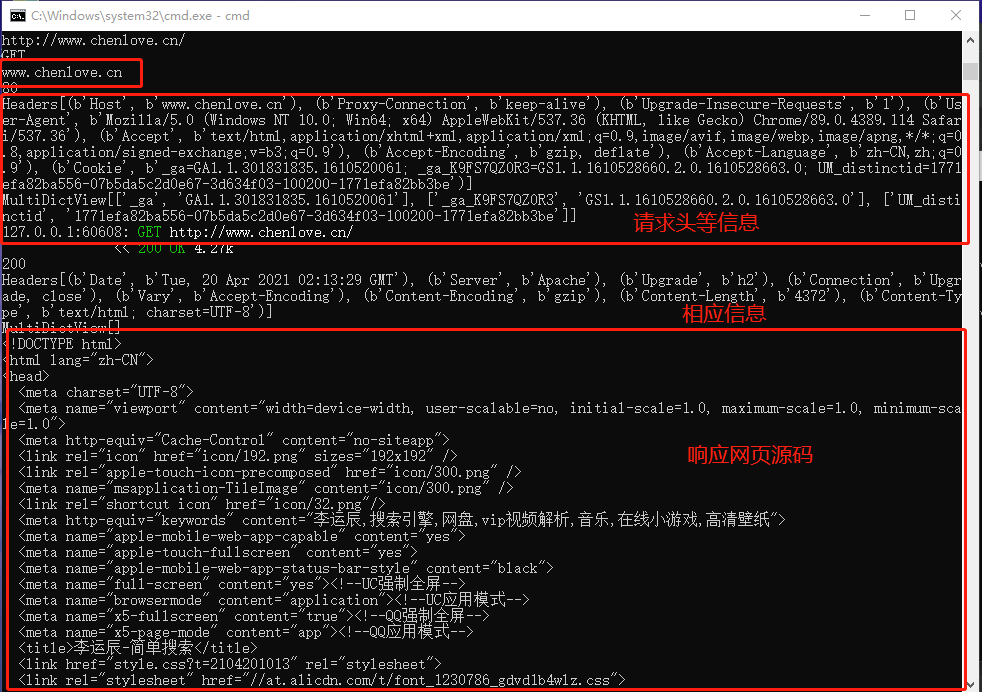 C:\Windows\system32\cmd.exe - cmd
http://www.chenlove.cn/
GET
www.chenlove.cn
80
Headers[(b'Host', b'www.chenlove.cn'), (b'Proxy-Connection', b'keep-alive'), (b'Upgrade-Insecure-Requests', b'1'), (b'Us
er-Agent', b'Mozilla/5.0 (Windows NT 10.0; Win64; x64) AppleWebKit/537.36 (KHTML, like Gecko) Chrome/89.0.4389.114 Safar
i/537.36'), (b'Accept', b'text/html,application/xhtml+xml,application/xml;q=0.9,image/avif,image/webp,image/apng,*/*;q=0
.8,application/signed-exchange;v=b3;q=0.9'), (b'Accept-Encoding', b'gzip, deflate'), (b'Accept-Language', b'zh-CN,zh;q=0
.9'), (b'Cookie', b'_ga=GA1.1.301831835.1610520061; _ga_K9FS7QZ0R3=GS1.1.1610528660.2.0.1610528663.0; UM_distinctid=1771
efa82ba556-07b5da5c2d0e67-3d634f03-100200-1771efa82bb3be')]
MultiDictView[['_ga', 'GA1.1.301831835.1610520061'], ['_ga_K9FS7QZ0R3', 'GS1.1.1610528660.2.0.1610528663.0'], ['UM_disti
nctid', '1771efa82ba556-07b5da5c2d0e67-3d634f03-100200-1771efa82bb3be']]
请求头等信息
127.0.0.1:60608: GET http://www.chenlove.cn/
<< 200 OK 4.27k
200
Headers[(b'Date', b'Tue, 20 Apr 2021 02:13:29 GMT'), (b'Server', b'Apache'), (b'Upgrade', b'h2'), (b'Connection', b'Upgr
ade, close'), (b'Vary', b'Accept-Encoding'), (b'Content-Encoding', b'gzip'), (b'Content-Length', b'4372'), (b'Content-Ty
pe', b'text/html; charset=UTF-8')]
相应信息
MultiDictView[]
<!DOCTYPE html>
<html lang="zh-CN">
<head>
<meta charset="UTF-8">
<meta name="viewport" content="width=device-width, user-scalable=no, initial-scale=1.0, maximum-scale=1.0, minimum-sca
le=1.0">
<meta http-equiv="Cache-Control" content="no-siteapp">
<link rel="icon" href="icon/192.png" sizes="192x192" />
响应网页源码
<link rel="apple-touch-icon-precomposed" href="icon/300.png" />
<meta name="msapplication-TileImage" content="icon/300.png" />
<link rel="shortcut icon" href="icon/32.png"/>
<meta http-equiv="keywords" content="李运辰,搜索引擎,网盘,vip视频解析,音乐,在线小游戏,高清壁纸">
<meta name="apple-mobile-web-app-capable" content="yes">
<meta name="apple-touch-fullscreen" content="yes">
<meta name="apple-mobile-web-app-status-bar-style" content="black">
<meta name="full-screen" content="yes"><!--UC强制全屏-->
<meta name="browsermode" content="application"><!--UC应用模式-->
<meta name="x5-fullscreen" content="true"><!--QQ强制全屏-->
<meta name="x5-page-mode" content="app"><!--QQ应用模式-->
<title>李运辰-简单搜索</title>
<link href="style.css?t=2104201013" rel="stylesheet">
<link rel="stylesheet" href="//at.alicdn.com/t/font_1230786_gdvd1b4wlz.css">